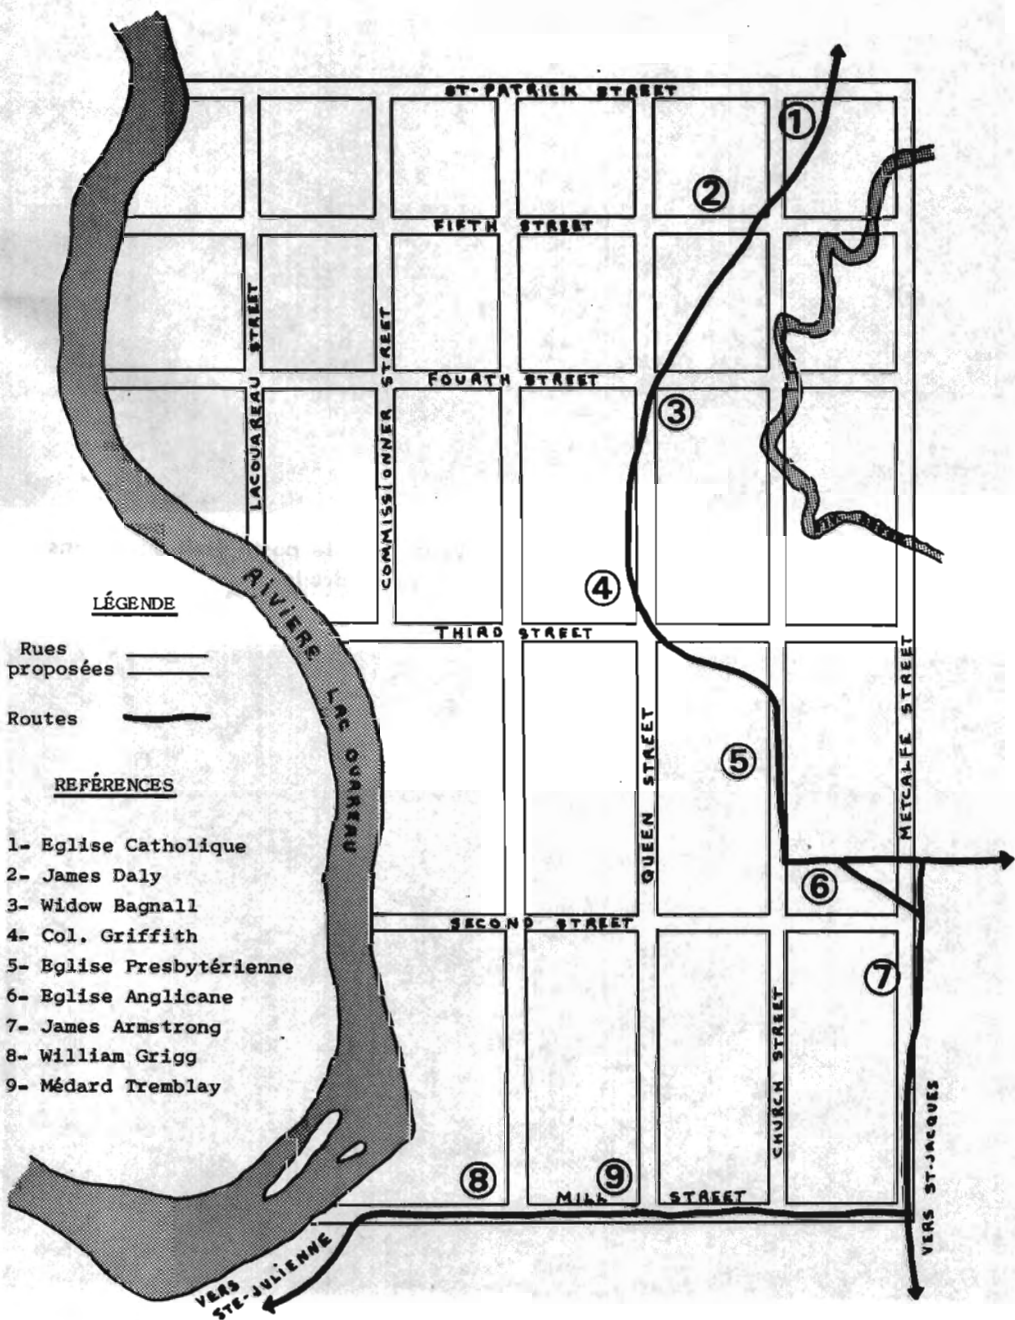 ST-PATRICK STREET
1
2
FIFTH STREET
LACOUAREAU STREET
COMMISSIONNER STREET
FOURTH STREET
3
4
RIVIERE LAC OUAREAU
THIRD STREET
LÉGENDE
Rues
proposées
Routes
QUEEN STREET
5
METCALFE STREET
REFÉRENCES
1- Eglise Catholique
2- James Daly
3- Widow Bagnall
4- Col. Griffith
5- Eglise Presbytérienne
6- Eglise Anglicane
7- James Armstrong
8- William Grigg
9- Médard Tremblay
6
SECOND STREET
7
CHURCH STREET
VERS ST-JACQUES
8
9
MILL STREET
VERS
STE-JULIENNE